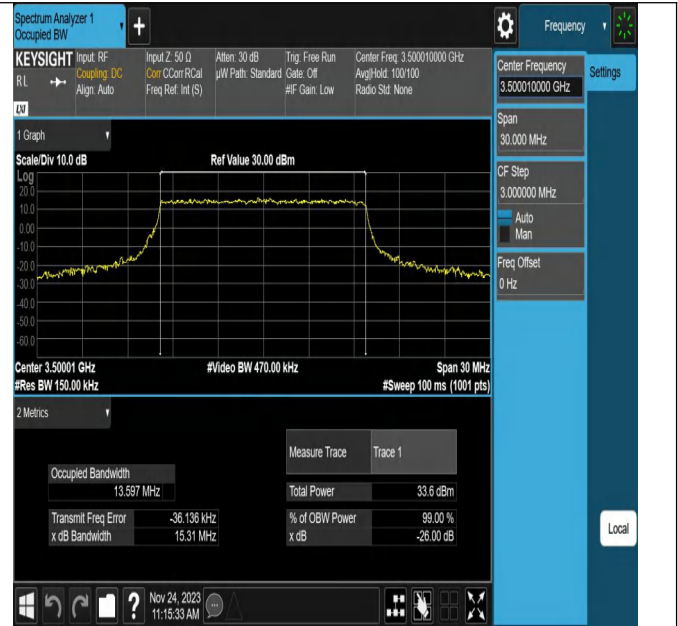 Spectrum Analyzer 1
Occupied BW
+
Frequency
KEYSIGHT
RL
LXI
Input: RF
Coupling: DC
Align: Auto
Input Z: 50 Ω
Corr CCorr RCal
Freq Ref: Int (S)
Atten: 30 dB
µW Path: Standard
Trig: Free Run
Gate: Off
#IF Gain: Low
Center Freq: 3.500010000 GHz
Avg|Hold: 100/100
Radio Std: None
Center Frequency
3.500010000 GHz
Settings
Span
30.000 MHz
CF Step
3.000000 MHz
Auto
Man
Freq Offset
0 Hz
1 Graph
Scale/Div 10.0 dB
Ref Value 30.00 dBm
Log
20.0
10.0
0.00
-10.0
-20.0
-30.0
-40.0
-50.0
-60.0
Center 3.50001 GHz
#Video BW 470.00 kHz
Span 30 MHz
#Res BW 150.00 kHz
#Sweep 100 ms (1001 pts)
2 Metrics
Measure Trace
Trace 1
Occupied Bandwidth
13.597 MHz
Total Power
33.6 dBm
Transmit Freq Error
-36.136 kHz
% of OBW Power
99.00 %
x dB Bandwidth
15.31 MHz
x dB
-26.00 dB
Local
?
Nov 24, 2023
11:15:33 AM